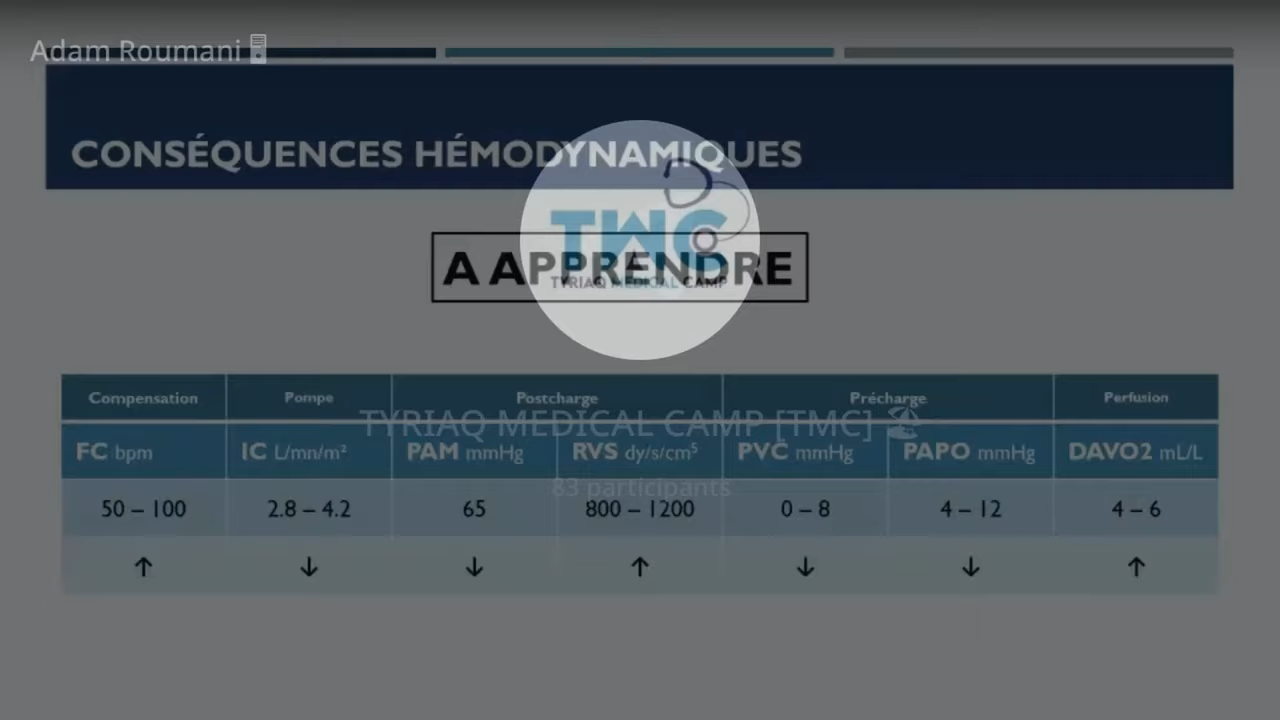 Adam Roumani
CONSÉQUENCES HÉMODYNAMIQUES
TMC
TYRIAQ MEDICAL CAMP
A APPRENDRE
Compensation Pompe Postcharge Précharge Perfusion
TYRIAQ MEDICAL CAMP [TMC] 🏖
FC bpm IC L/mn/m² PAM mmHg RVS dy/s/cm⁵ PVC mmHg PAPO mmHg DAVO2 mL/L
83 participants
50 – 100 2.8 – 4.2 65 800 – 1200 0 – 8 4 – 12 4 – 6
↑ ↓ ↓ ↑ ↓ ↓ ↑